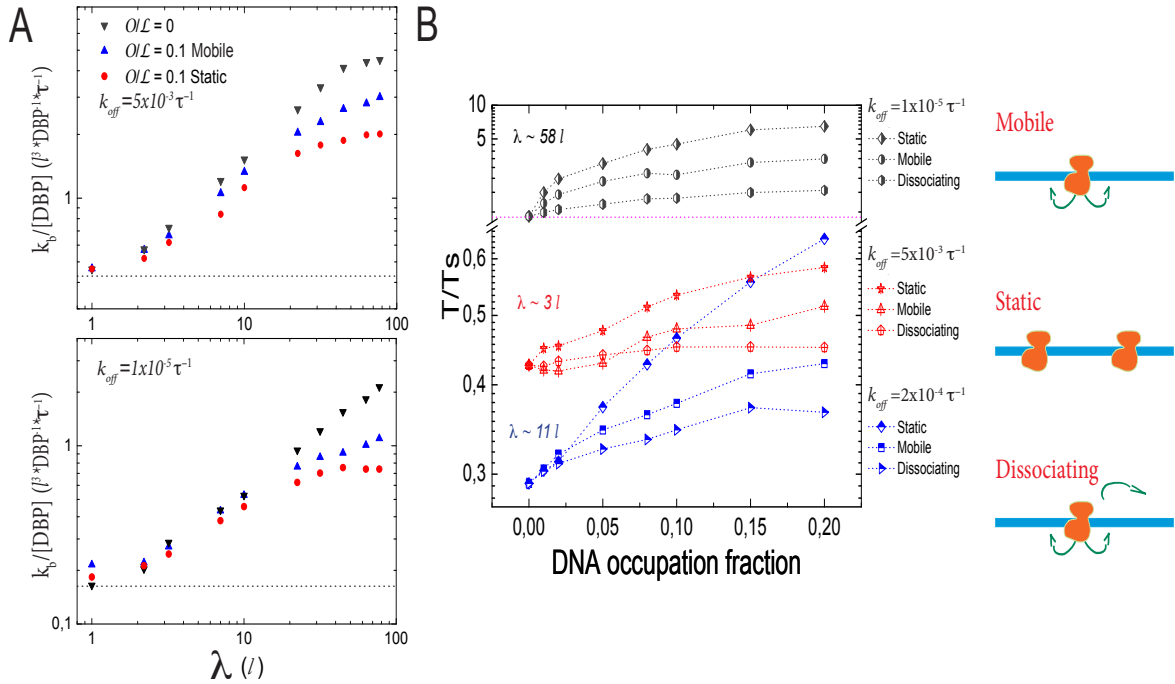 A
O/ℒ = 0
O/ℒ = 0.1 Mobile
O/ℒ = 0.1 Static
k_off = 5x10⁻³ τ⁻¹
k_b/[DBP] (l³*DBP⁻¹*τ⁻¹)
1
1
10
100
k_off = 1x10⁻⁵ τ⁻¹
k_b/[DBP] (l³*DBP⁻¹*τ⁻¹)
1
0,1
1
10
100
λ (l)
B
10
5
0,6
0,5
0,4
0,3
T/Ts
λ ~ 58 l
λ ~ 3 l
λ ~ 11 l
0,00
0,05
0,10
0,15
0,20
DNA occupation fraction
k_off = 1x10⁻⁵ τ⁻¹
Static
Mobile
Dissociating
k_off = 5x10⁻³ τ⁻¹
Static
Mobile
Dissociating
k_off = 2x10⁻⁴ τ⁻¹
Static
Mobile
Dissociating
Mobile
Static
Dissociating